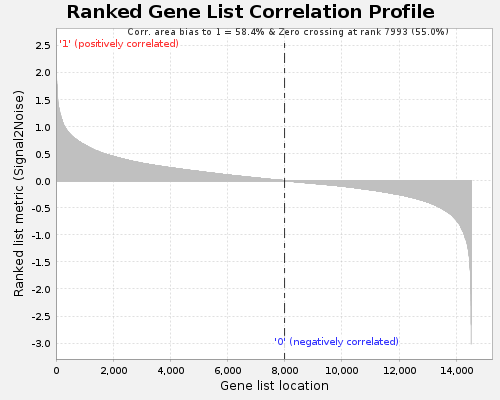 Ranked Gene List Correlation Profile
Corr. area bias to 1 = 58.4% & Zero crossing at rank 7993 (55.0%)
'1' (positively correlated)
2.5
2.0
1.5
1.0
0.5
0.0
-0.5
-1.0
-1.5
-2.0
-2.5
-3.0
Ranked list metric (Signal2Noise)
'0' (negatively correlated)
0 2,000 4,000 6,000 8,000 10,000 12,000 14,000
Gene list location